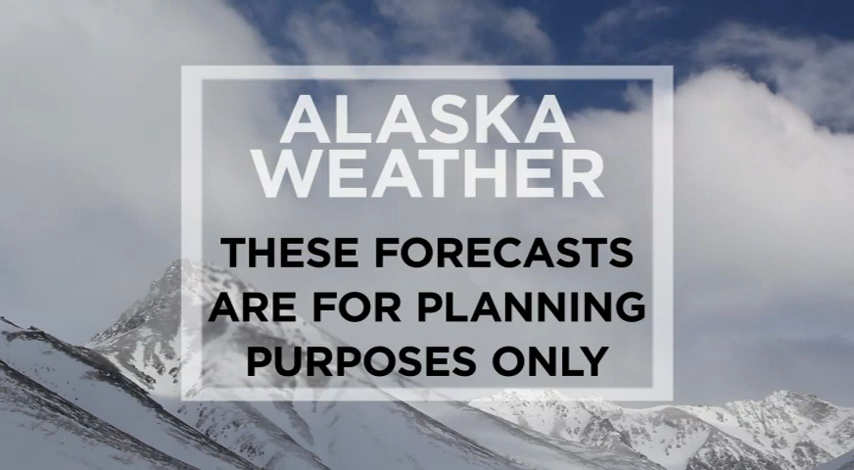 ALASKA
WEATHER
THESE FORECASTS
ARE FOR PLANNING
PURPOSES ONLY